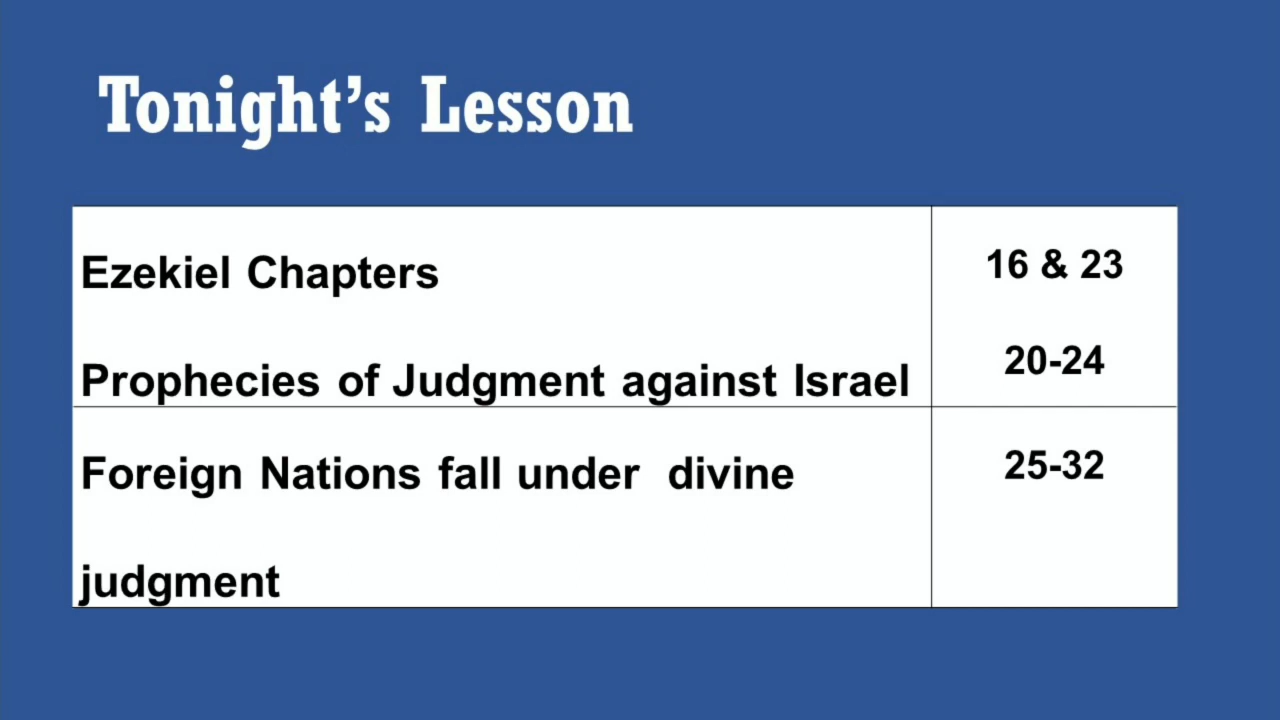 Tonight's Lesson
Ezekiel Chapters 16 & 23
Prophecies of Judgment against Israel 20-24
Foreign Nations fall under divine 25-32
judgment